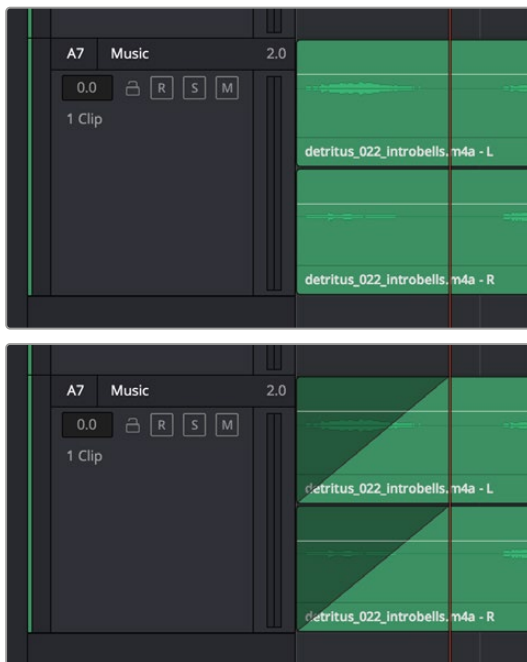 A7 Music 2.0
0.0 R S M
1 Clip
detritus_022_introbells.m4a - L
detritus_022_introbells.m4a - R
A7 Music 2.0
0.0 R S M
1 Clip
detritus_022_introbells.m4a - L
detritus_022_introbells.m4a - R